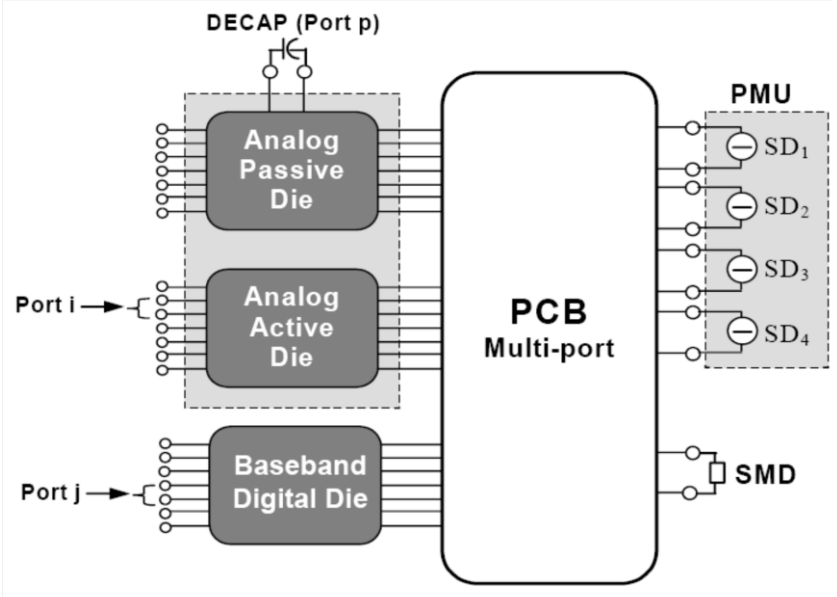 DECAP (Port p)
Analog
Passive
Die
Port i
Analog
Active
Die
Port j
Baseband
Digital Die
PCB
Multi-port
PMU
SD1
SD2
SD3
SD4
SMD